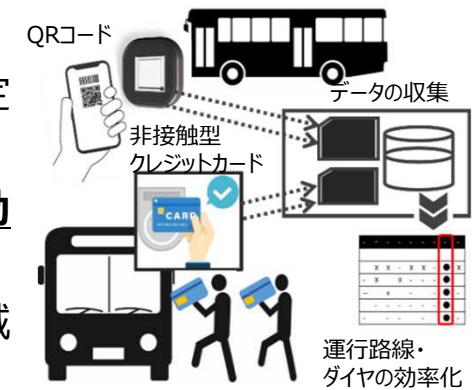 QRコード
データの収集
非接触型
クレジットカード
CARD
運行路線・
ダイヤの効率化